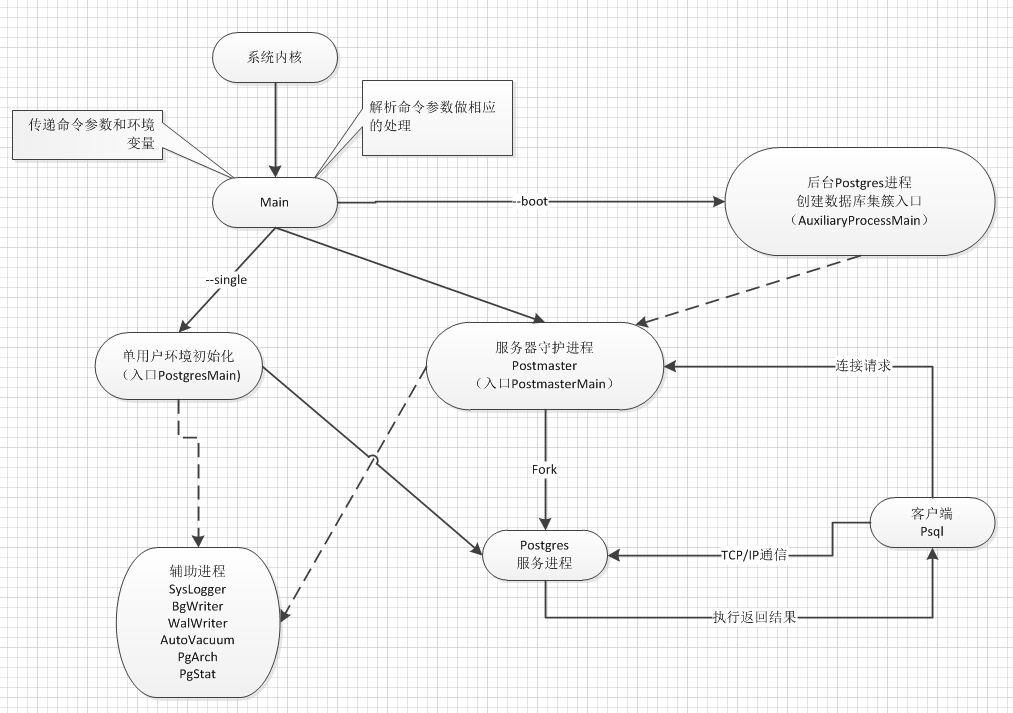 系统内核
解析命令参数做相应
的处理
传递命令参数和环境
变量
Main
--boot
后台Postgres进程
创建数据库集簇入口
（AuxiliaryProcessMain）
--single
单用户环境初始化
（入口PostgresMain)
服务器守护进程
Postmaster
（入口PostmasterMain）
连接请求
Fork
客户端
Psql
Postgres
服务进程
TCP/IP通信
执行返回结果
辅助进程
SysLogger
BgWriter
WalWriter
AutoVacuum
PgArch
PgStat